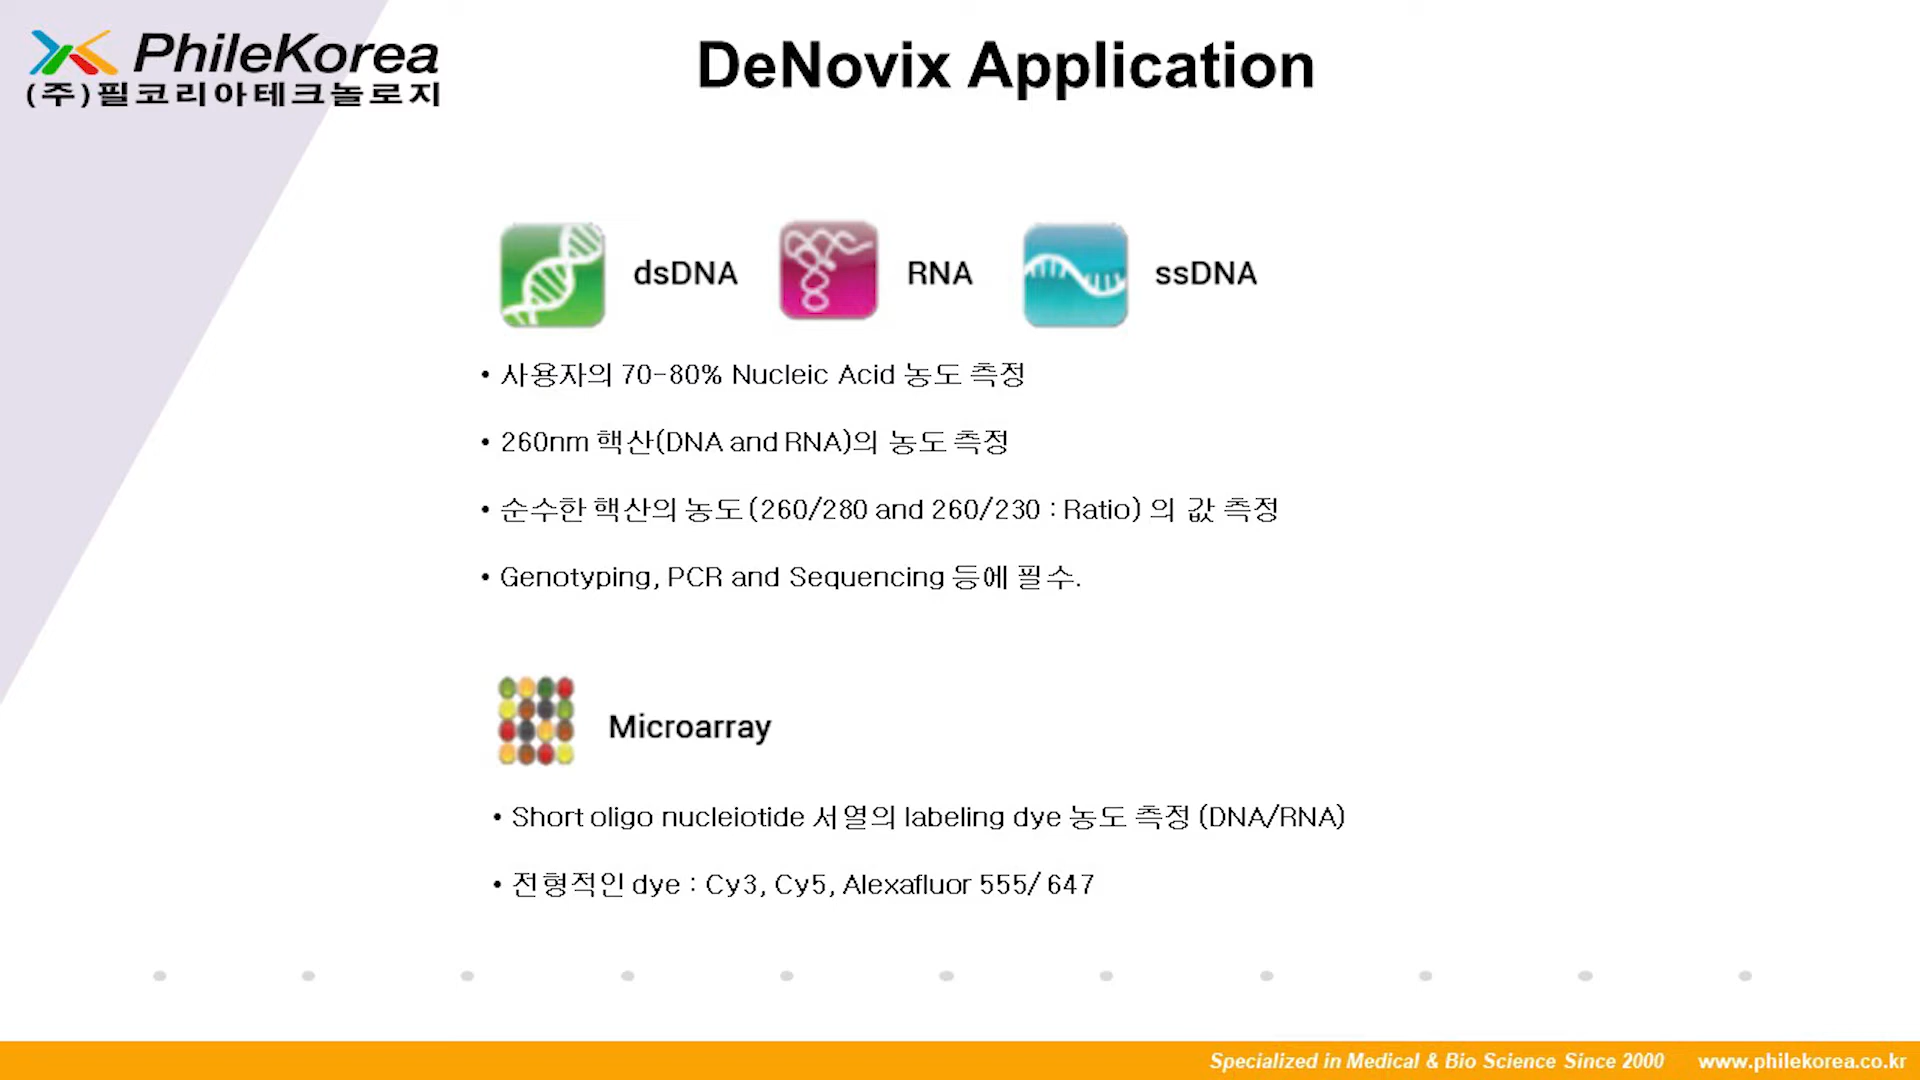 PhileKorea
(주)필코리아테크놀로지
DeNovix Application
dsDNA
RNA
ssDNA
• 사용자의 70-80% Nucleic Acid 농도 측정
• 260nm 핵산(DNA and RNA)의 농도 측정
• 순수한 핵산의 농도 (260/280 and 260/230 : Ratio) 의 값 측정
• Genotyping, PCR and Sequencing 등에 필수.
Microarray
• Short oligo nucleiotide 서열의 labeling dye 농도 측정 (DNA/RNA)
• 전형적인 dye : Cy3, Cy5, Alexafluor 555/ 647
Specialized in Medical & Bio Science Since 2000
www.philekorea.co.kr